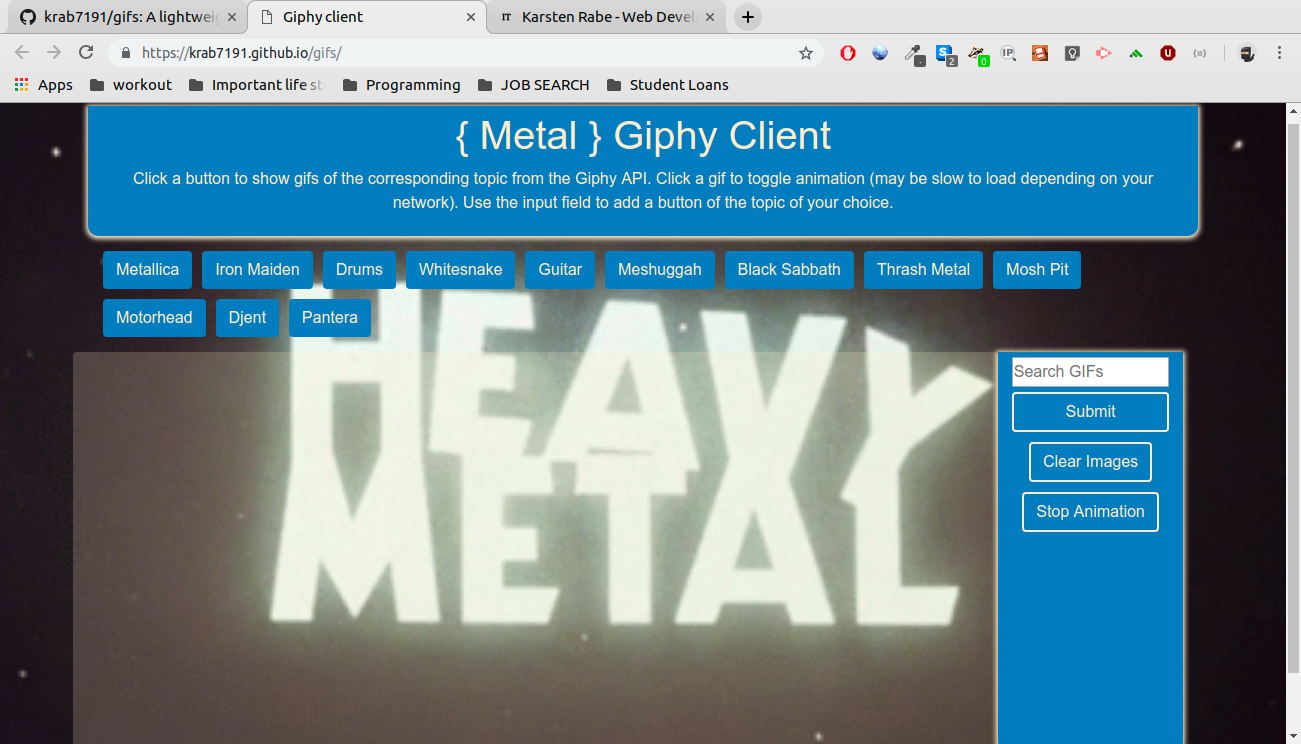 krab7191/gifs: A lightwei
Giphy client
Karsten Rabe - Web Devel
https://krab7191.github.io/gifs/
2
0
IP
Apps
workout
Important life st
Programming
JOB SEARCH
Student Loans
{ Metal } Giphy Client
Click a button to show gifs of the corresponding topic from the Giphy API. Click a gif to toggle animation (may be slow to load depending on your
network). Use the input field to add a button of the topic of your choice.
Metallica
Iron Maiden
Drums
Whitesnake
Guitar
Meshuggah
Black Sabbath
Thrash Metal
Mosh Pit
Motorhead
Djent
Pantera
HEAVY
METAL
Search GIFs
Submit
Clear Images
Stop Animation